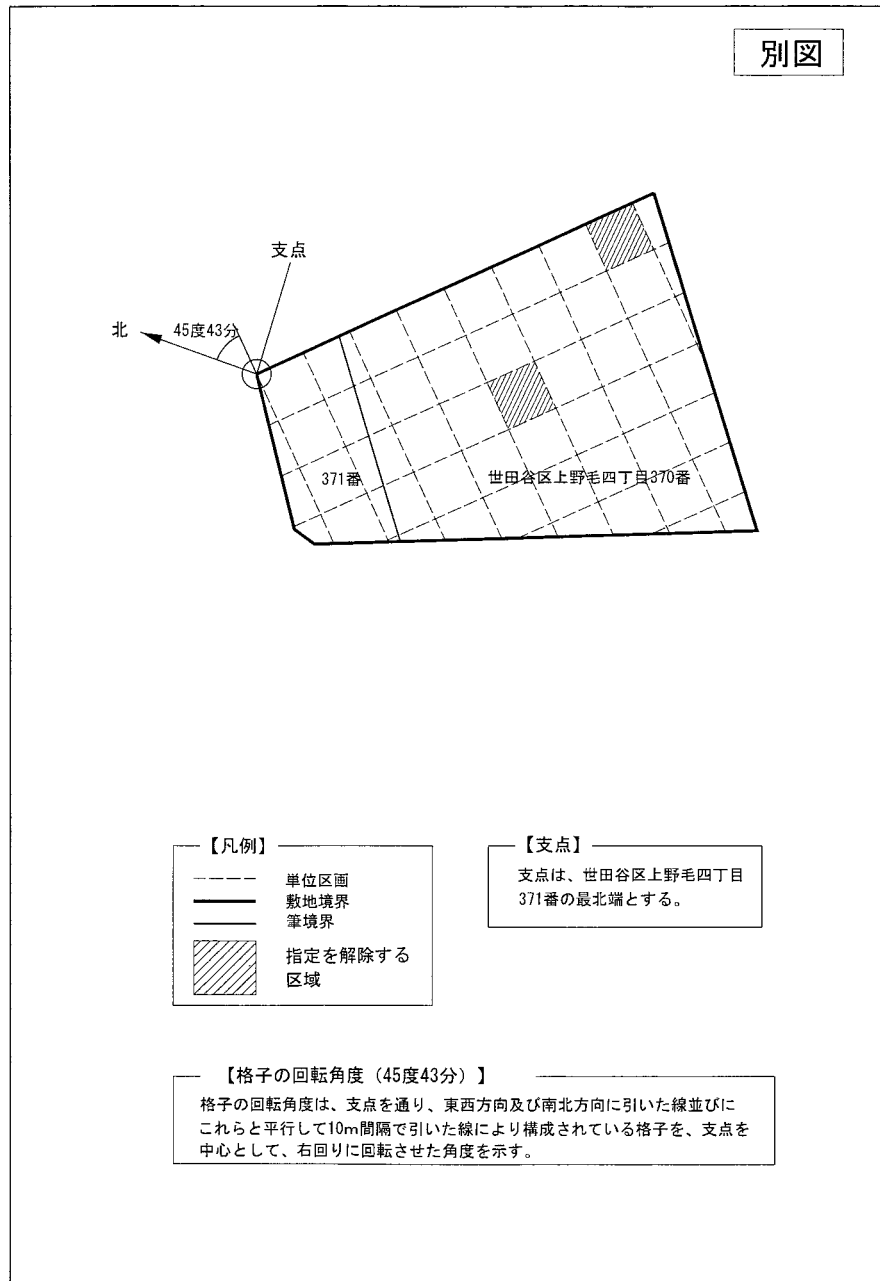 別図
支点
北
45度43分
371番
世田谷区上野毛四丁目370番
【凡例】
単位区画
敷地境界
筆境界
指定を解除する
区域
【支点】
支点は、世田谷区上野毛四丁目
371番の最北端とする。
【格子の回転角度（45度43分）】
格子の回転角度は、支点を通り、東西方向及び南北方向に引いた線並びに
これらと平行して10m間隔で引いた線により構成されている格子を、支点を
中心として、右回りに回転させた角度を示す。